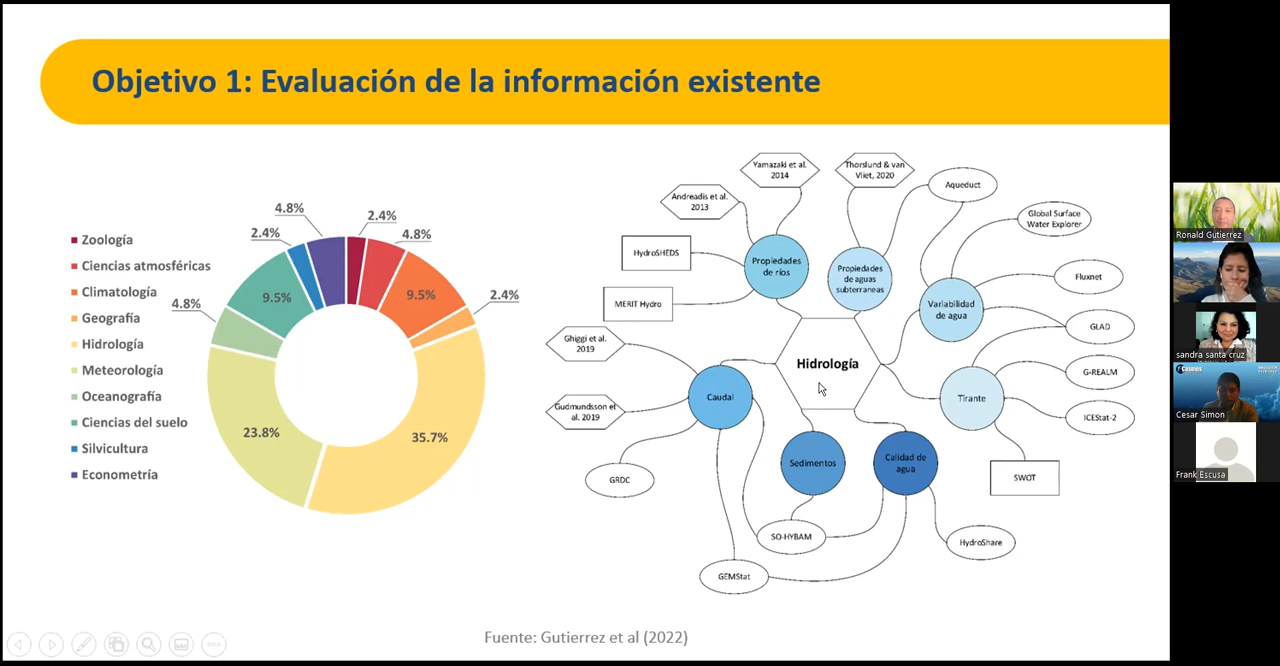 Objetivo 1: Evaluación de la información existente
Zoología
Ciencias atmosféricas
Climatología
Geografía
Hidrología
Meteorología
Oceanografía
Ciencias del suelo
Silvicultura
Econometría
4.8%
2.4%
2.4%
4.8%
9.5%
9.5%
4.8%
2.4%
23.8%
35.7%
Yamazaki et al.
2014
Thorslund & van
Vliet, 2020
Aqueduct
Andreadis et al.
2013
Global Surface
Water Explorer
HydroSHEDS
Propiedades
de ríos
Propiedades
de aguas
subterraneas
Fluxnet
MERIT Hydro
Variabilidad
de agua
GLAD
Ghiggi et al.
2019
Hidrología
G-REALM
Caudal
Tirante
Gudmundsson et
al. 2019
ICEStat-2
Sedimentos
Calidad de
agua
GRDC
SWOT
SO-HYBAM
HydroShare
GEMStat
Fuente: Gutierrez et al (2022)
Ronald Gutierrez
sandra santa cruz
Cosmos
Cesar Simon
Frank Escusa